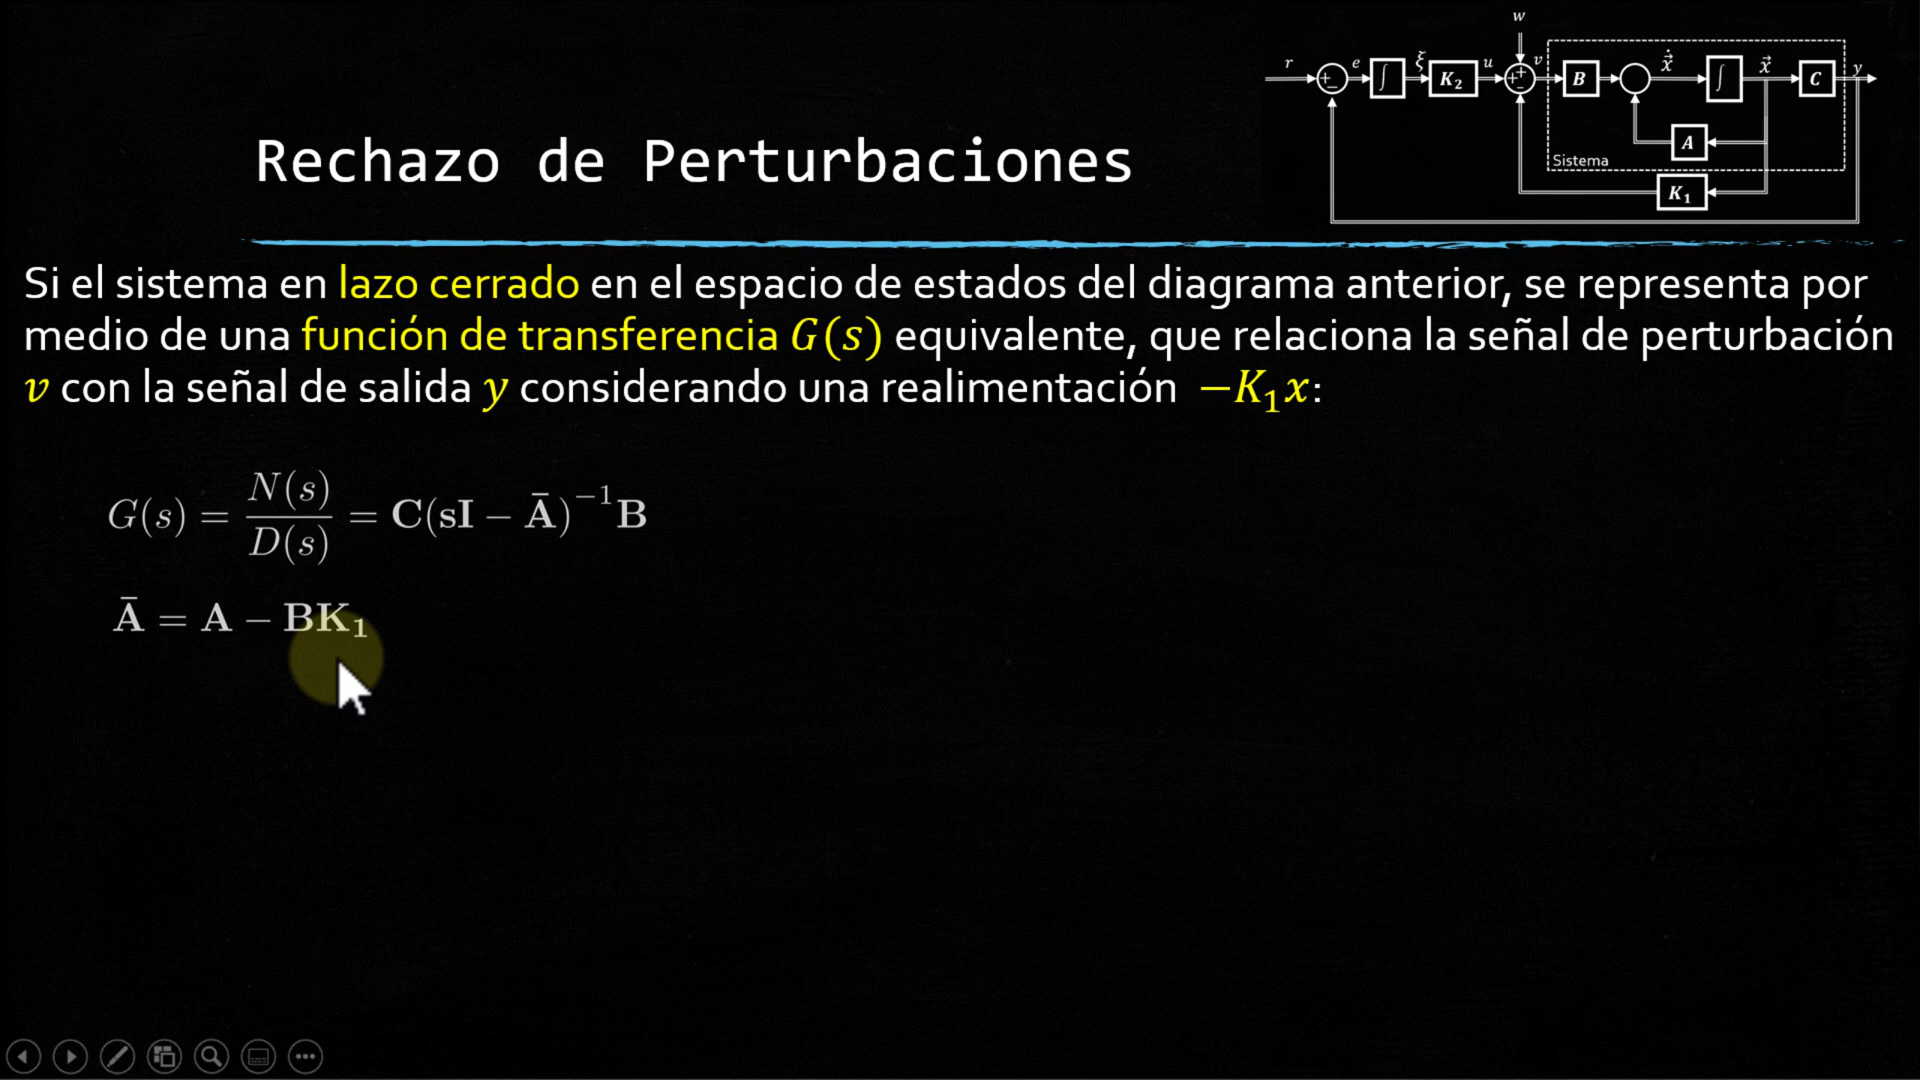 w
r e ∫ ξ K₂ u v B ẋ⃗ ∫ x⃗ C y
A
Sistema
K₁
Rechazo de Perturbaciones
Si el sistema en lazo cerrado en el espacio de estados del diagrama anterior, se representa por
medio de una función de transferencia G(s) equivalente, que relaciona la señal de perturbación
v con la señal de salida y considerando una realimentación −K₁x:
G(s) = N(s)/D(s) = C(sI − Ā)⁻¹B
Ā = A − BK₁